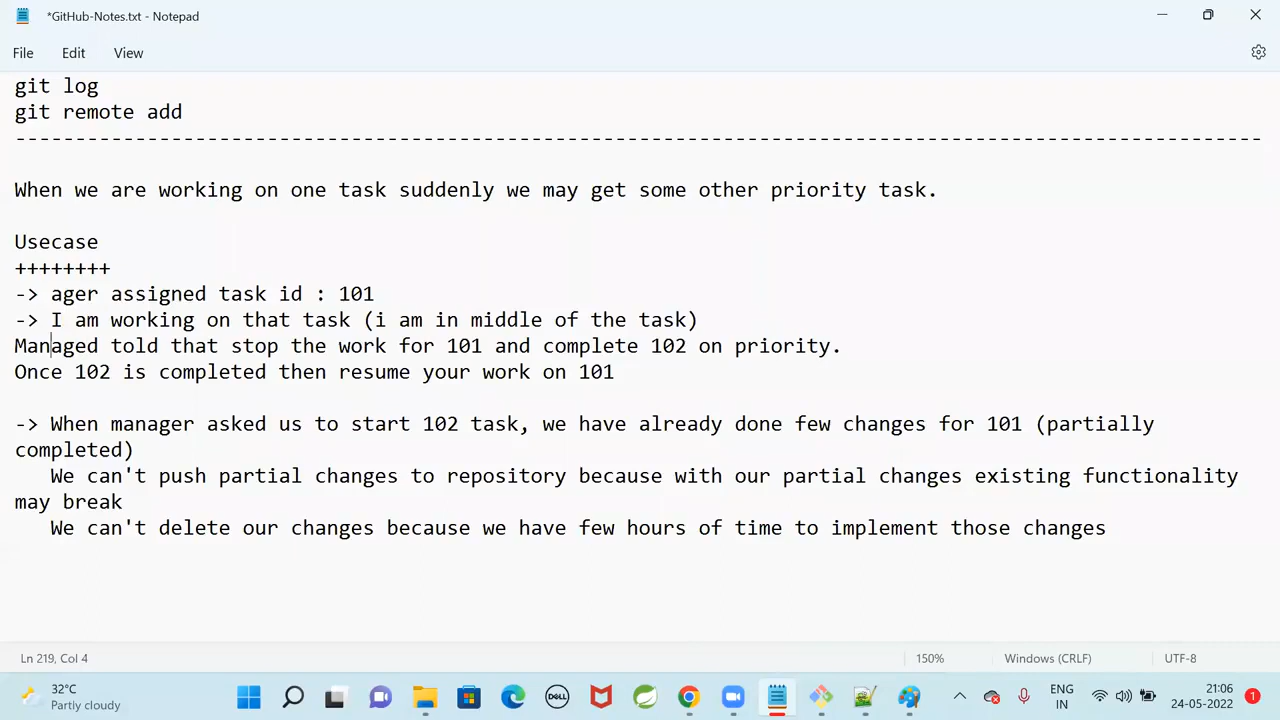 *GitHub-Notes.txt - Notepad
File Edit View
git log
git remote add
--------------------------------------------------------------------------------------------------------
When we are working on one task suddenly we may get some other priority task.
Usecase
++++++++
-> ager assigned task id : 101
-> I am working on that task (i am in middle of the task)
Managed told that stop the work for 101 and complete 102 on priority.
Once 102 is completed then resume your work on 101
-> When manager asked us to start 102 task, we have already done few changes for 101 (partially
completed)
We can't push partial changes to repository because with our partial changes existing functionality
may break
We can't delete our changes because we have few hours of time to implement those changes
Ln 219, Col 4 150% Windows (CRLF) UTF-8
32°C
Partly cloudy
DELL
ENG
IN
21:06
24-05-2022
1